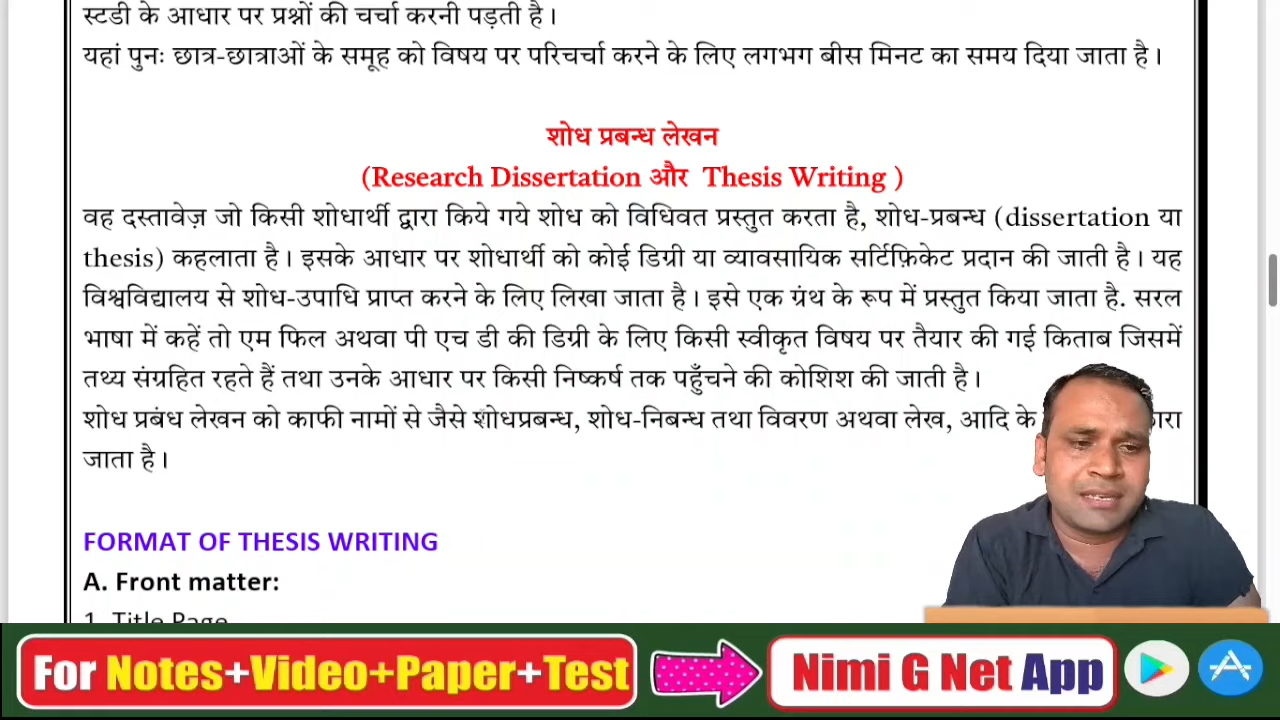 स्टडी के आधार पर प्रश्नों की चर्चा करनी पड़ती है।
यहां पुनः छात्र-छात्राओं के समूह को विषय पर परिचर्चा करने के लिए लगभग बीस मिनट का समय दिया जाता है।
शोध प्रबन्ध लेखन
(Research Dissertation और Thesis Writing )
वह दस्तावेज़ जो किसी शोधार्थी द्वारा किये गये शोध को विधिवत प्रस्तुत करता है, शोध-प्रबन्ध (dissertation या
thesis) कहलाता है। इसके आधार पर शोधार्थी को कोई डिग्री या व्यावसायिक सर्टिफ़िकेट प्रदान की जाती है। यह
विश्वविद्यालय से शोध-उपाधि प्राप्त करने के लिए लिखा जाता है। इसे एक ग्रंथ के रूप में प्रस्तुत किया जाता है. सरल
भाषा में कहें तो एम फिल अथवा पी एच डी की डिग्री के लिए किसी स्वीकृत विषय पर तैयार की गई किताब जिसमें
तथ्य संग्रहित रहते हैं तथा उनके आधार पर किसी निष्कर्ष तक पहुँचने की कोशिश की जाती है।
शोध प्रबंध लेखन को काफी नामों से जैसे शोधप्रबन्ध, शोध-निबन्ध तथा विवरण अथवा लेख, आदि के
जाता है।
FORMAT OF THESIS WRITING
A. Front matter:
1. Title Page
For Notes+Video+Paper+Test
Nimi G Net App